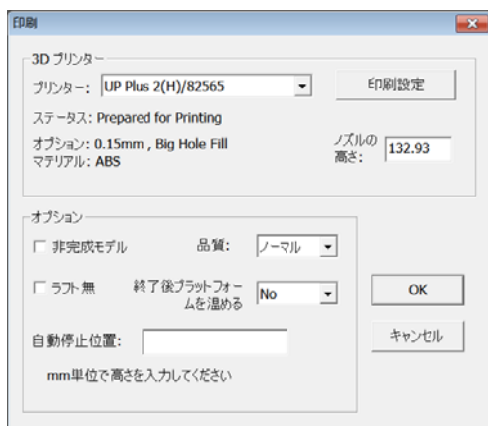 印刷
3D プリンター
プリンター: UP Plus 2(H)/82565 印刷設定
ステータス: Prepared for Printing
オプション: 0.15mm , Big Hole Fill
マテリアル: ABS
ノズルの
高さ: 132.93
オプション
非完成モデル 品質: ノーマル
ラフト無 終了後プラットフォー
ムを温める No
OK
自動停止位置:
キャンセル
mm単位で高さを入力してください